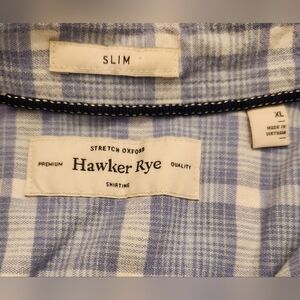 SLIM
XL
MADE IN
VIETNAM
STRETCH OXFORD
PREMIUM Hawker Rye QUALITY
SHIRTING